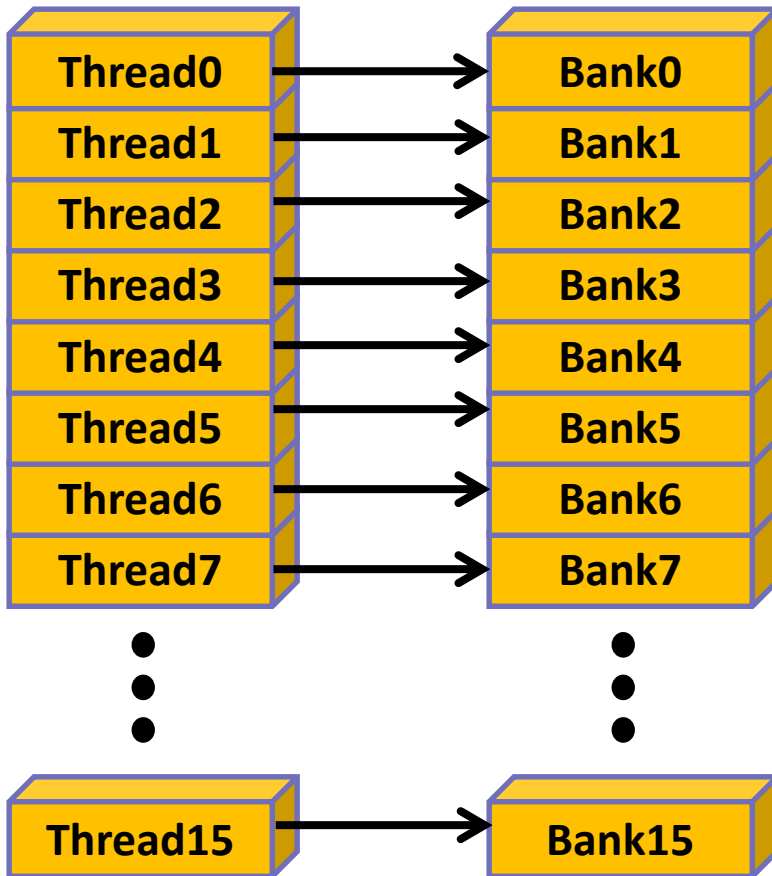 Thread0 Bank0
Thread1 Bank1
Thread2 Bank2
Thread3 Bank3
Thread4 Bank4
Thread5 Bank5
Thread6 Bank6
Thread7 Bank7
Thread15 Bank15